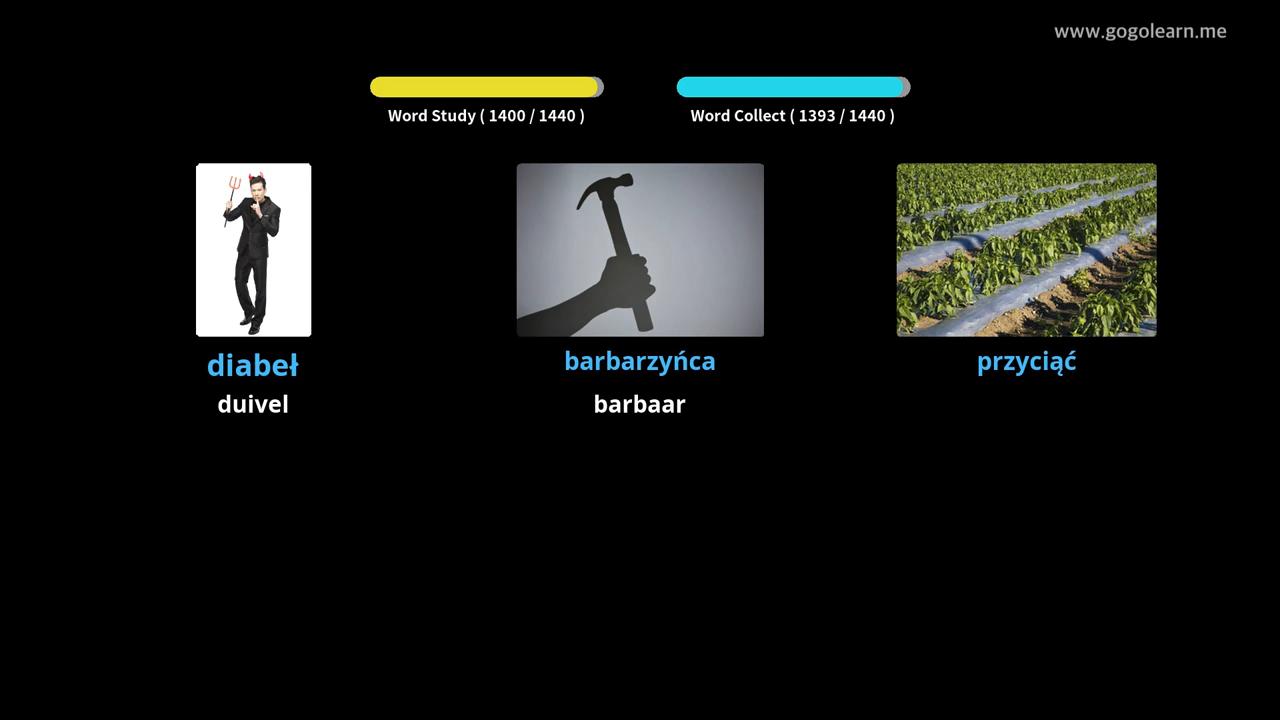 www.gogolearn.me
Word Study ( 1400 / 1440 )
Word Collect ( 1393 / 1440 )
diabeł
barbarzyńca
przyciąć
duivel
barbaar